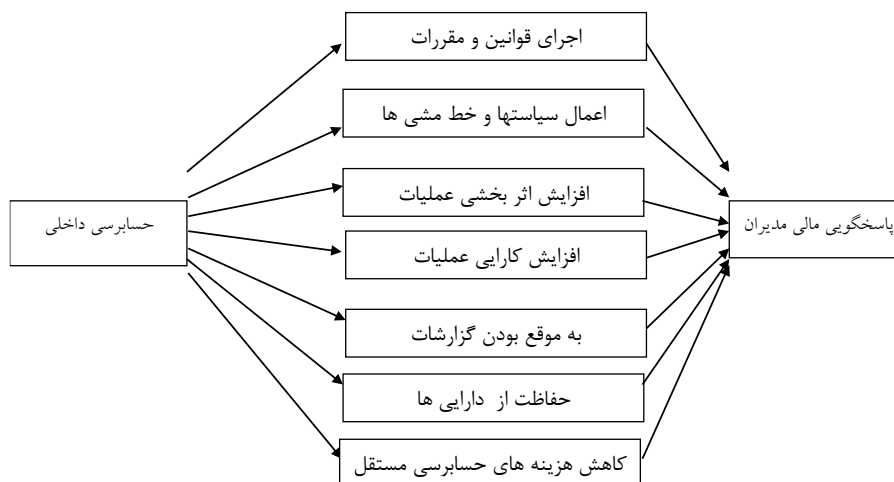 اجرای قوانین و مقررات
اعمال سیاستها و خط مشی ها
افزایش اثر بخشی عملیات
حسابرسی داخلی
پاسخگویی مالی مدیران
افزایش کارایی عملیات
به موقع بودن گزارشات
حفاظت از دارایی ها
کاهش هزینه های حسابرسی مستقل